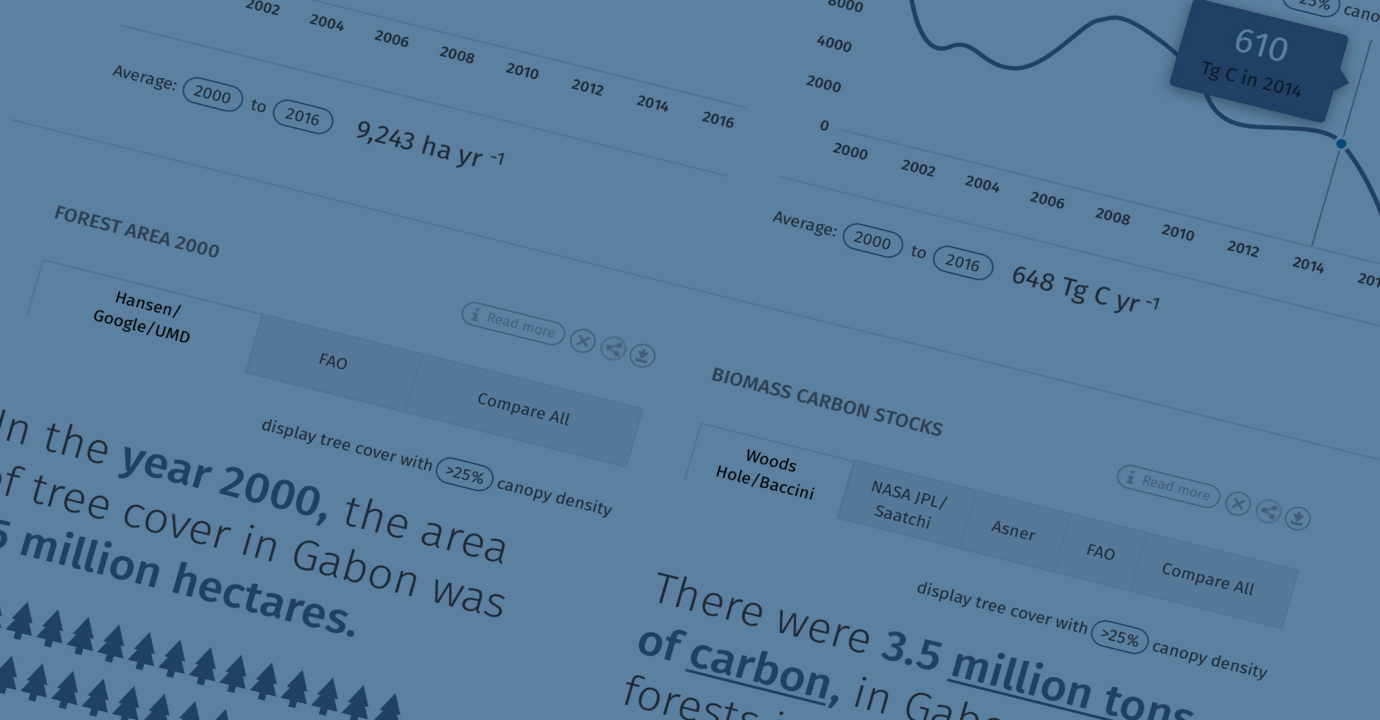 2002 2004 2006 2008 2010 2012 2014 2016
Average: 2000 to 2016 9,243 ha yr -1
8000
4000
2000
0
2000 2002 2004 2006 2008 2010 2012 2014
610
Tg C in 2014
Average: 2000 to 2016 648 Tg C yr -1
FOREST AREA 2000
Read more
Hansen/
Google/UMD
FAO
Compare All
display tree cover with >25% canopy density
In the year 2000, the area
of tree cover in Gabon was
million hectares.
BIOMASS CARBON STOCKS
Read more
Woods
Hole/Baccini
NASA JPL/
Saatchi
Asner
FAO
Compare All
display tree cover with >25% canopy density
There were 3.5 million tons
of carbon, in
forests